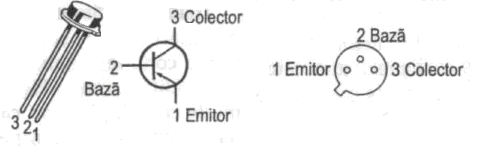 3 Colector
2
Bază
1 Emitor
3 2 1
2 Bază
1 Emitor
3 Colector